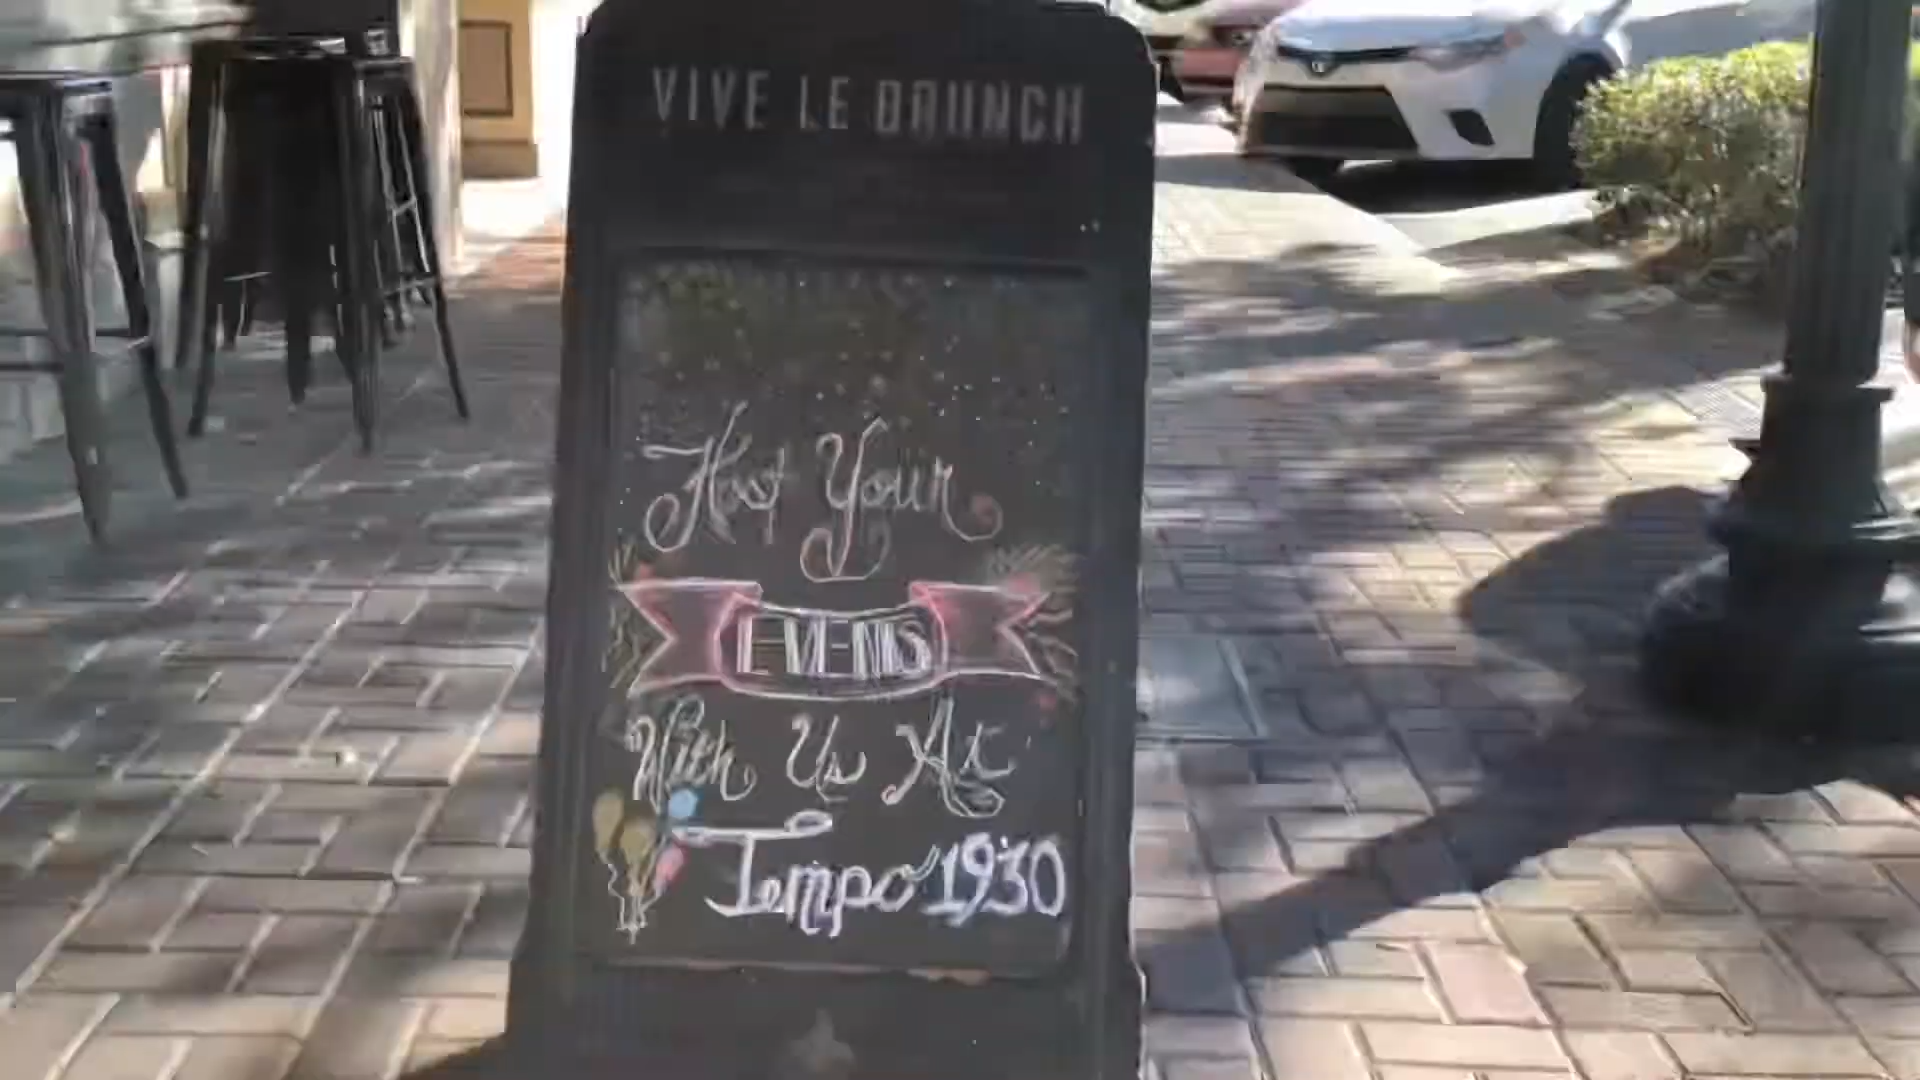 VIVE LE BRUNCH
Host Your
EVENTS
With Us At
Tempo 1930